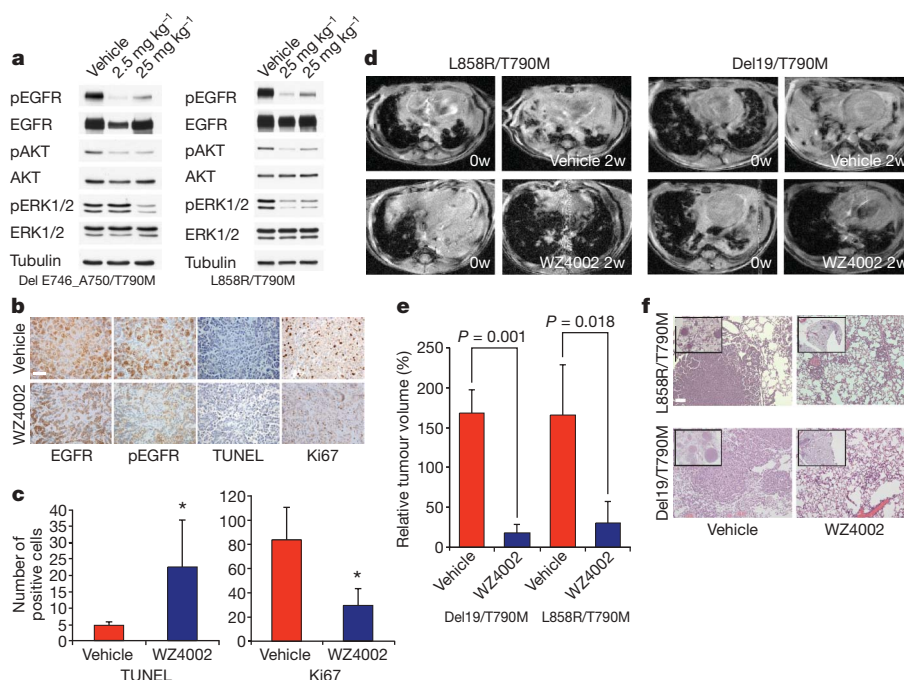 a
Vehicle
2.5 mg kg⁻¹
25 mg kg⁻¹
pEGFR
EGFR
pAKT
AKT
pERK1/2
ERK1/2
Tubulin
Del E746_A750/T790M
Vehicle
25 mg kg⁻¹
25 mg kg⁻¹
pEGFR
EGFR
pAKT
AKT
pERK1/2
ERK1/2
Tubulin
L858R/T790M
b
Vehicle
WZ4002
EGFR pEGFR TUNEL Ki67
c
Number of
positive cells
40
35
30
25
20
15
10
5
0
*
Vehicle WZ4002
TUNEL
120
100
80
60
40
20
0
*
Vehicle WZ4002
Ki67
d
L858R/T790M Del19/T790M
0w Vehicle 2w 0w Vehicle 2w
0w WZ4002 2w 0w WZ4002 2w
e
P = 0.001 P = 0.018
Relative tumour volume (%)
250
200
150
100
50
0
Vehicle
WZ4002
Vehicle
WZ4002
Del19/T790M L858R/T790M
f
L858R/T790M
Del19/T790M
Vehicle WZ4002